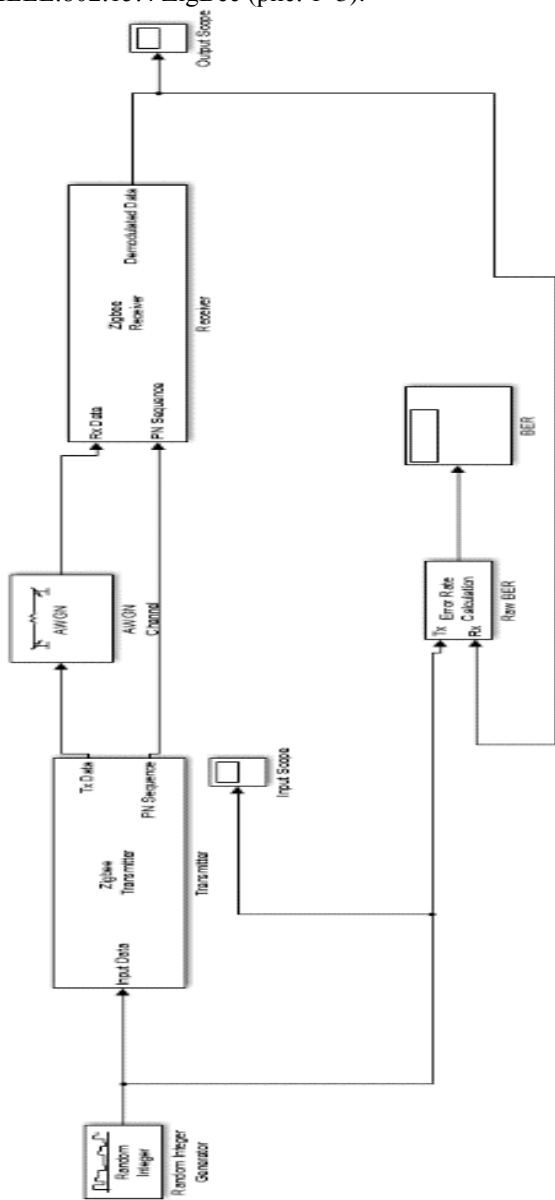 IEEE.802.15.4 ZigBee (рис. 1–3).
Random
Integer
Random Integer
Generator
Input Data
Zigbee
Transmitter
Tx Data
PN Sequence
Transmitter
Input Scope
AWGN
AWGN
Channel
Rx Data
PN Sequence
Zigbee
Receiver
Demodulated Data
Receiver
Output Scope
Tx
Error Rate
Calculation
Rx
Raw BER
BER